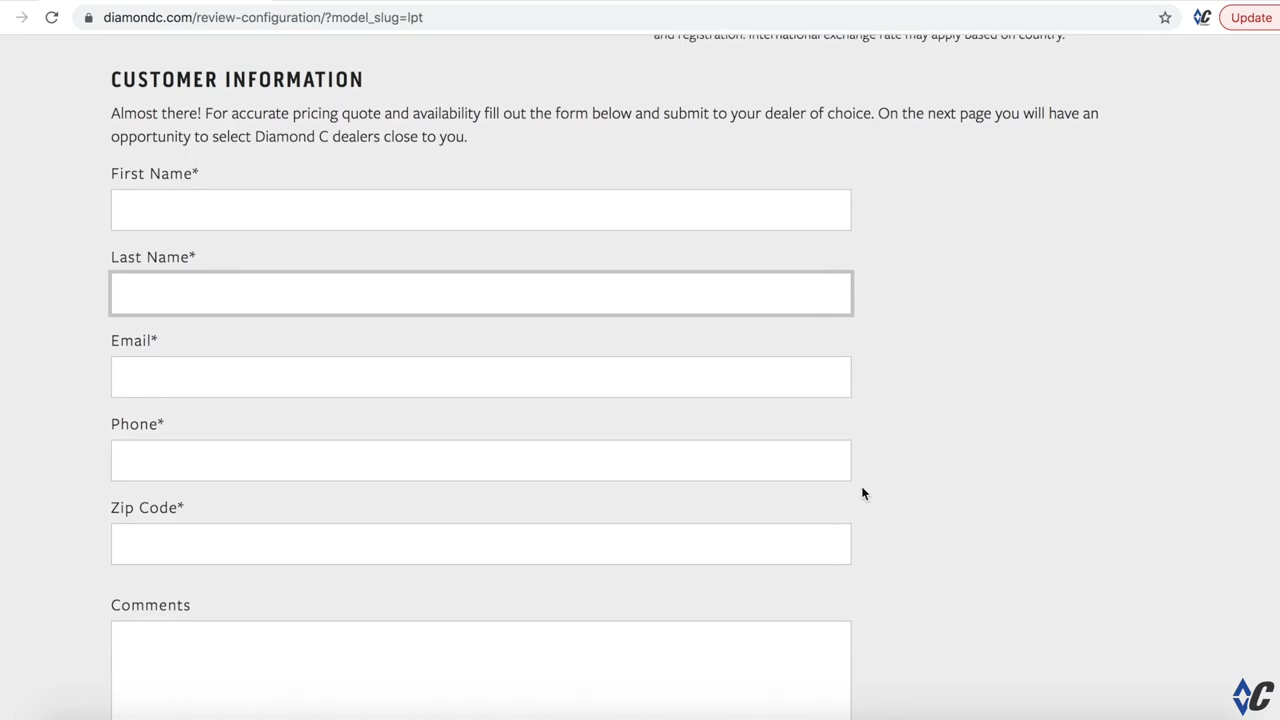 diamondc.com/review-configuration/?model_slug=lpt
Update
and registration. International exchange rate may apply based on country.
CUSTOMER INFORMATION
Almost there! For accurate pricing quote and availability fill out the form below and submit to your dealer of choice. On the next page you will have an
opportunity to select Diamond C dealers close to you.
First Name*
Last Name*
Email*
Phone*
Zip Code*
Comments
C